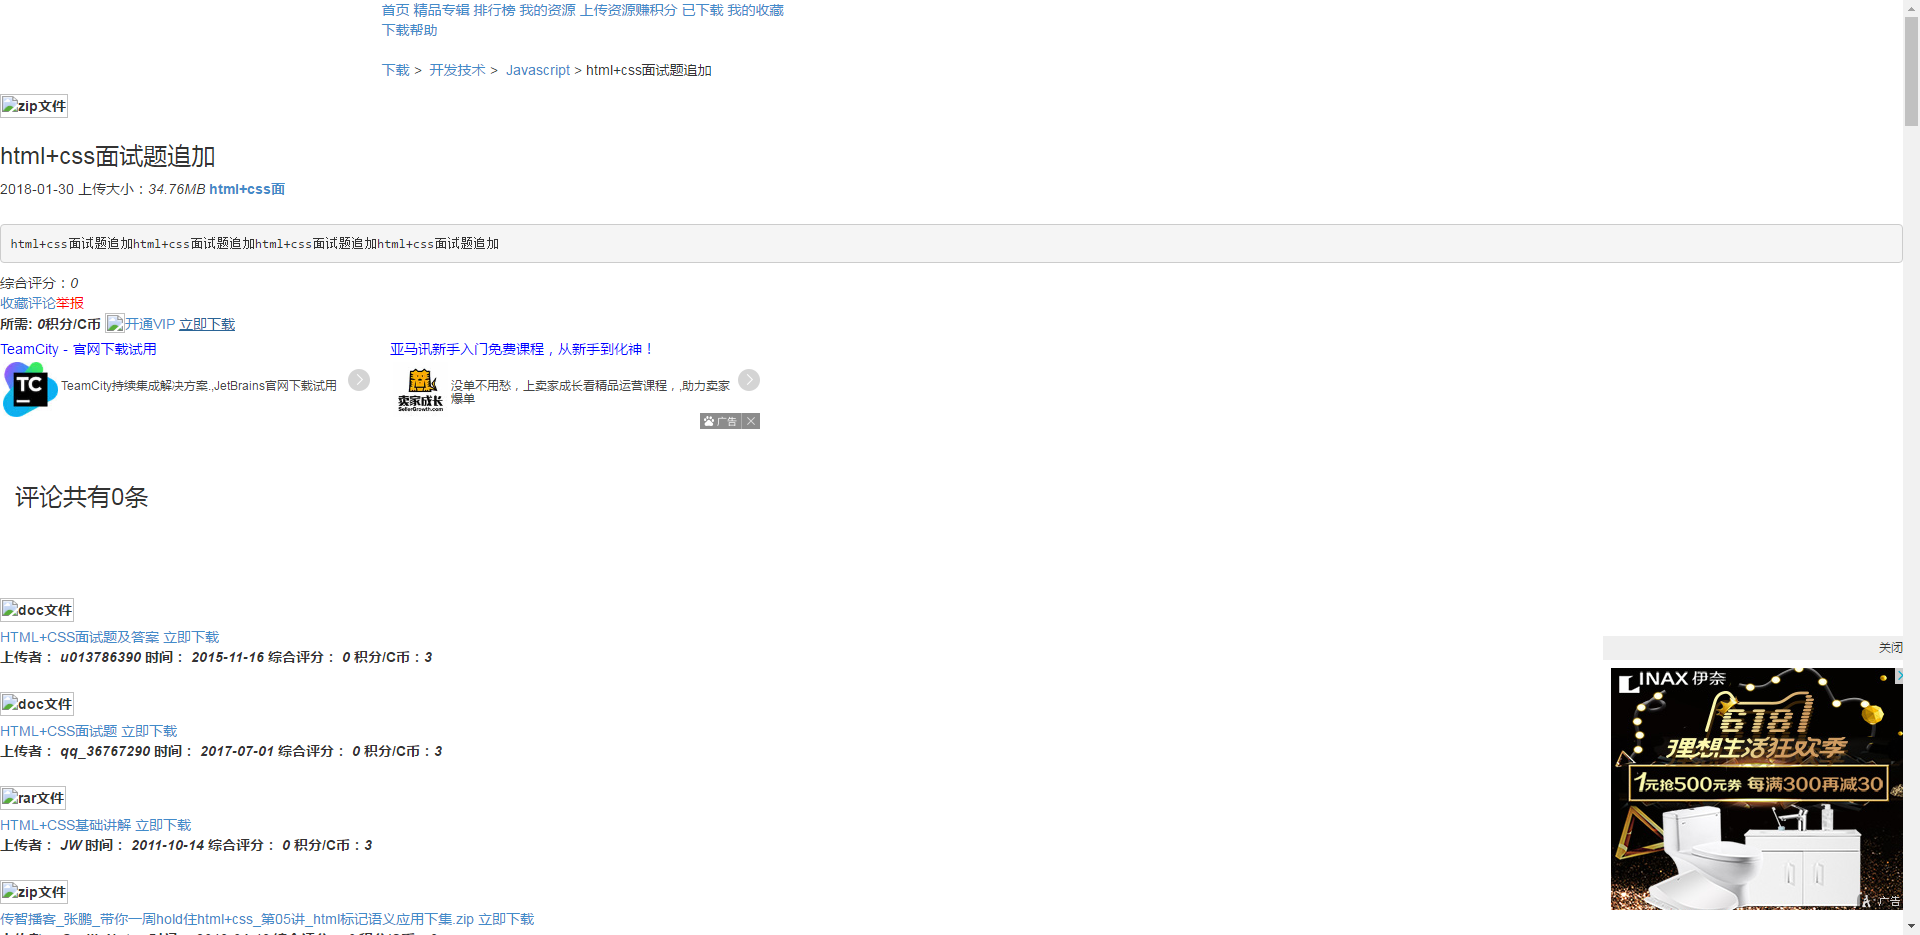 首页 精品专辑 排行榜 我的资源 上传资源赚积分 已下载 我的收藏
下载帮助
下载 > 开发技术 > Javascript > html+css面试题追加
zip文件
html+css面试题追加
2018-01-30 上传大小：34.76MB html+css面
html+css面试题追加html+css面试题追加html+css面试题追加html+css面试题追加
综合评分：0
收藏评论举报
所需: 0积分/C币 开通VIP 立即下载
TeamCity - 官网下载试用
TC
TeamCity持续集成解决方案.,JetBrains官网下载试用
亚马讯新手入门免费课程，从新手到化神！
卖家成长
SellerGrowth.com
没单不用愁，上卖家成长看精品运营课程，,助力卖家
爆单
广告
评论共有0条
doc文件
HTML+CSS面试题及答案 立即下载
上传者： u013786390 时间： 2015-11-16 综合评分： 0 积分/C币：3
doc文件
HTML+CSS面试题 立即下载
上传者： qq_36767290 时间： 2017-07-01 综合评分： 0 积分/C币：3
rar文件
HTML+CSS基础讲解 立即下载
上传者： JW 时间： 2011-10-14 综合评分： 0 积分/C币：3
zip文件
传智播客_张鹏_带你一周hold住html+css_第05讲_html标记语义应用下集.zip 立即下载
关闭
INAX 伊奈
618
理想生活狂欢季
1元抢500元券 每满300再减30
广告